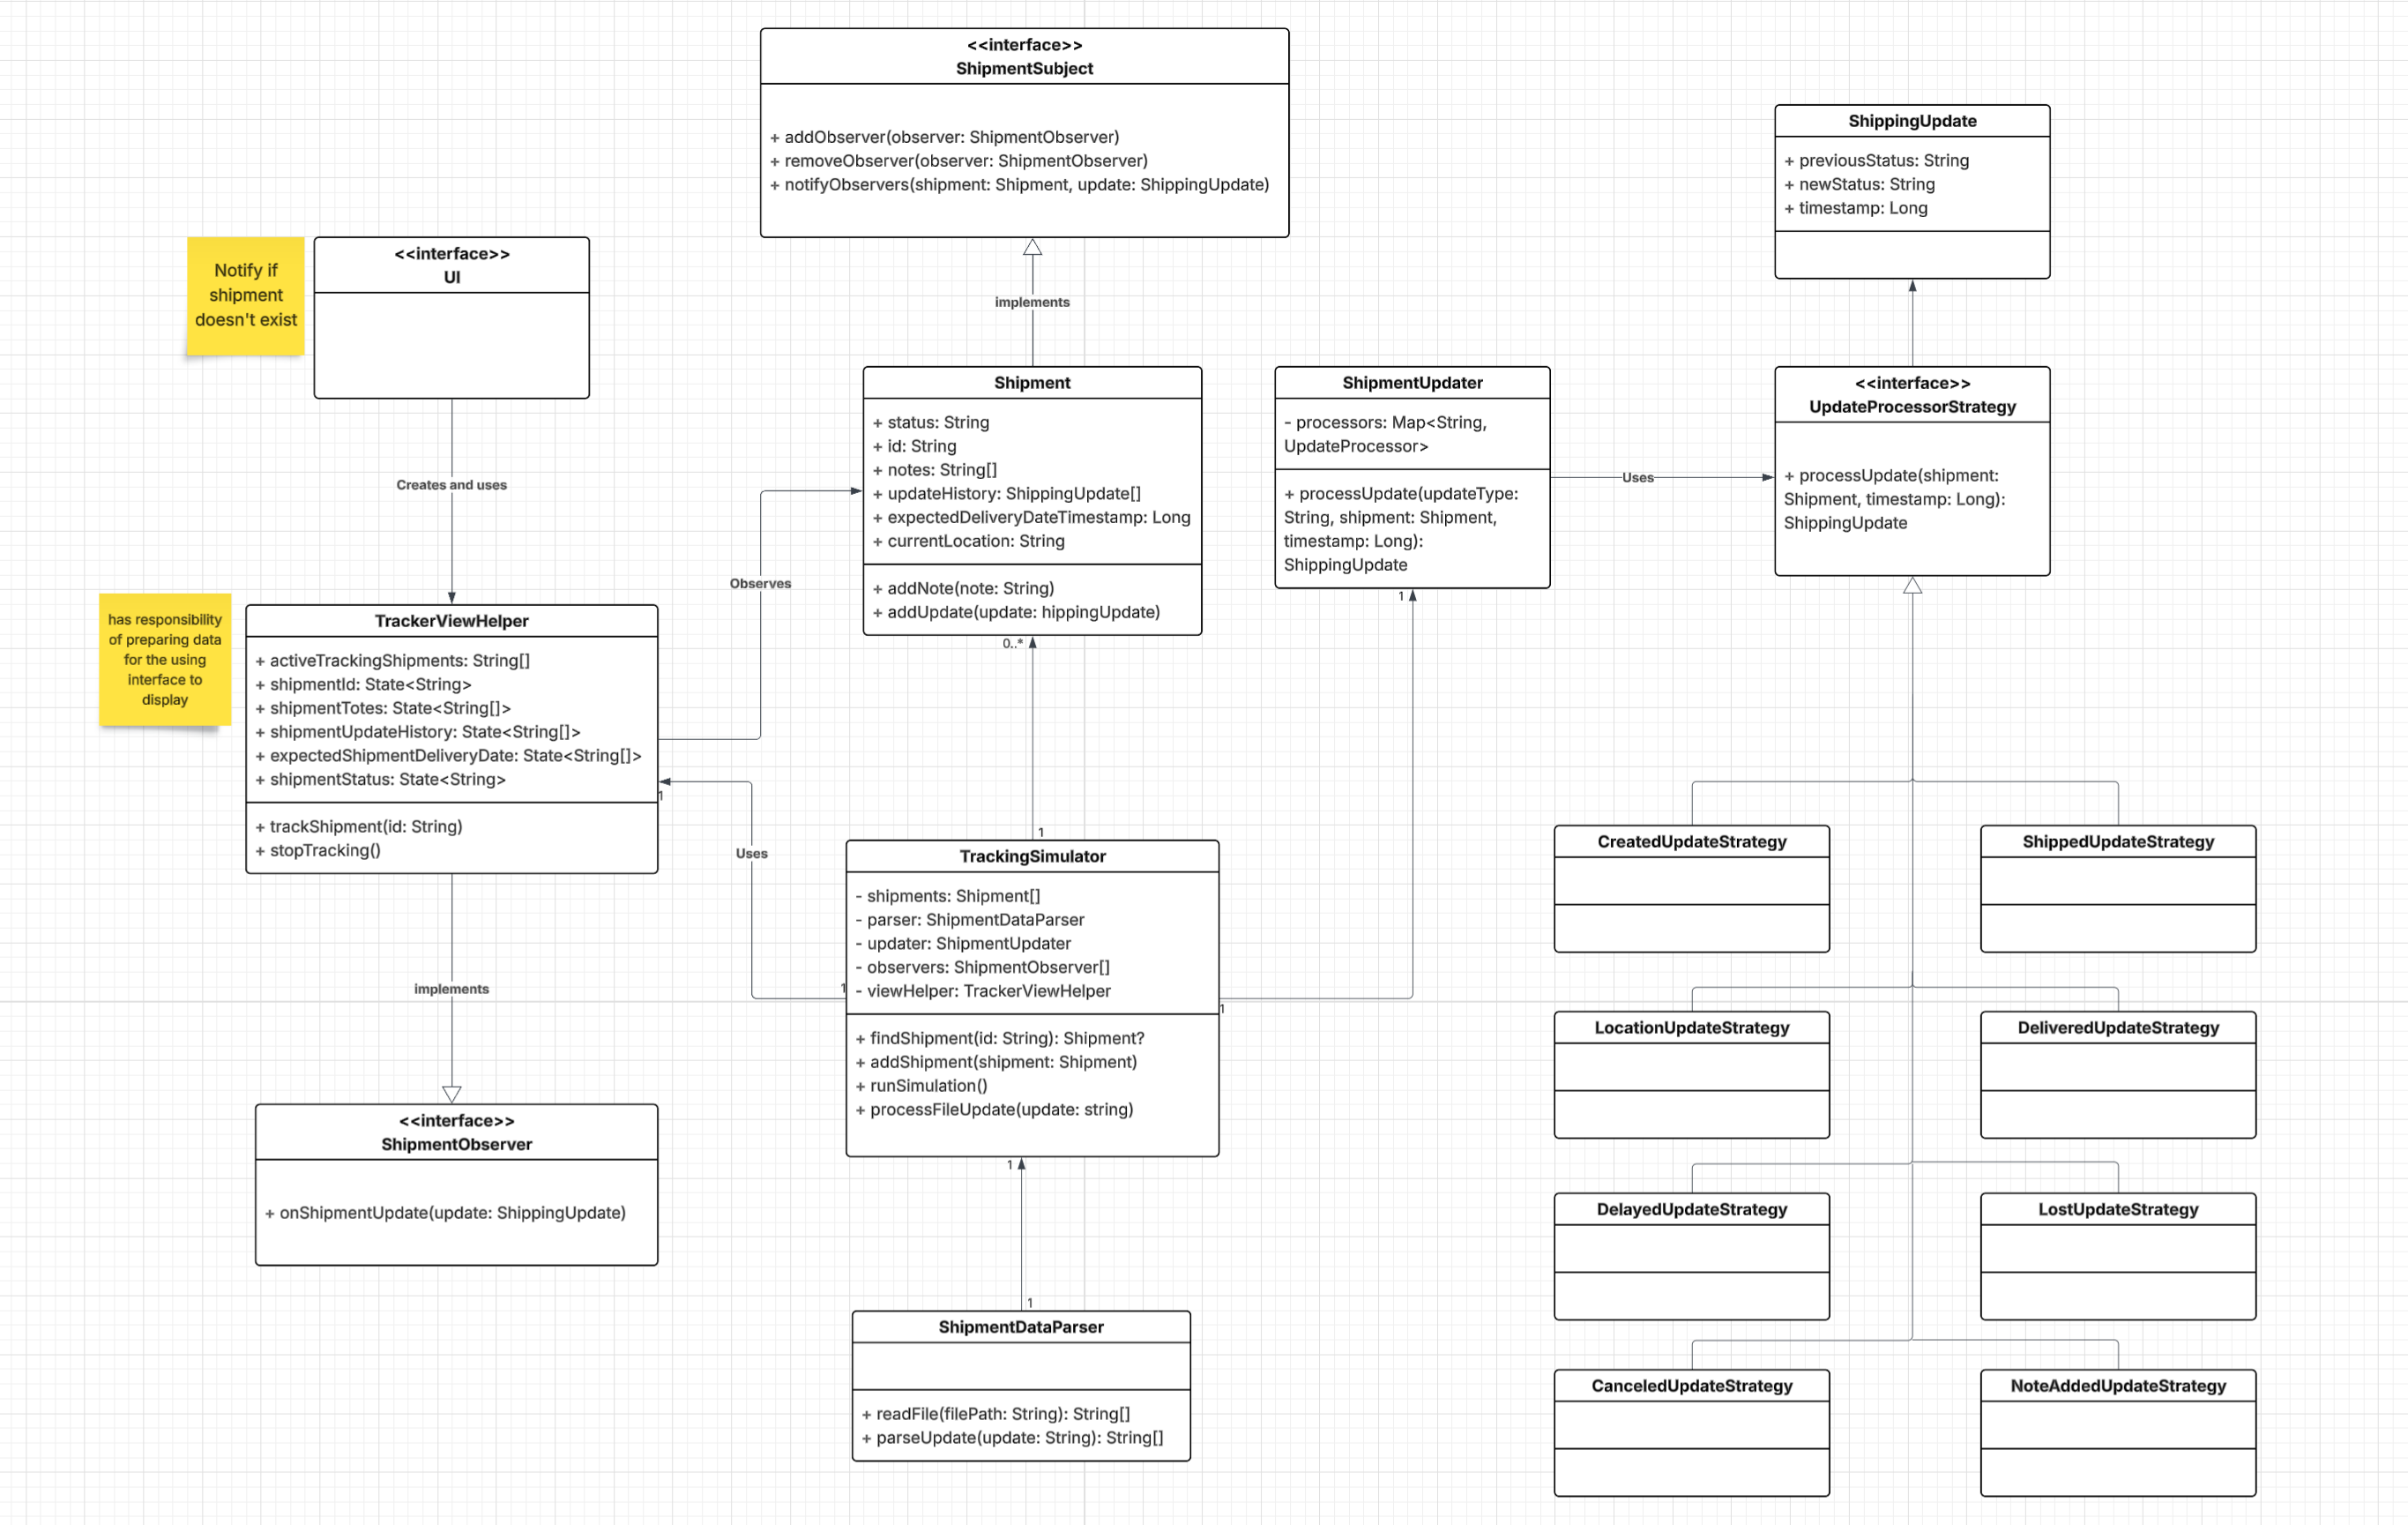 <<interface>>
ShipmentSubject
+ addObserver(observer: ShipmentObserver)
+ removeObserver(observer: ShipmentObserver)
+ notifyObservers(shipment: Shipment, update: ShippingUpdate)
ShippingUpdate
+ previousStatus: String
+ newStatus: String
+ timestamp: Long
Notify if
shipment
doesn't exist
<<interface>>
UI
implements
Creates and uses
Shipment
+ status: String
+ id: String
+ notes: String[]
+ updateHistory: ShippingUpdate[]
+ expectedDeliveryDateTimestamp: Long
+ currentLocation: String
+ addNote(note: String)
+ addUpdate(update: hippingUpdate)
0..*
ShipmentUpdater
- processors: Map<String,
UpdateProcessor>
+ processUpdate(updateType:
String, shipment: Shipment,
timestamp: Long):
ShippingUpdate
1
Uses
<<interface>>
UpdateProcessorStrategy
+ processUpdate(shipment:
Shipment, timestamp: Long):
ShippingUpdate
Observes
has responsibility
of preparing data
for the using
interface to
display
TrackerViewHelper
+ activeTrackingShipments: String[]
+ shipmentId: State<String>
+ shipmentTotes: State<String[]>
+ shipmentUpdateHistory: State<String[]>
+ expectedShipmentDeliveryDate: State<String[]>
+ shipmentStatus: State<String>
+ trackShipment(id: String)
+ stopTracking()
1
Uses
1
1
TrackingSimulator
- shipments: Shipment[]
- parser: ShipmentDataParser
- updater: ShipmentUpdater
- observers: ShipmentObserver[]
- viewHelper: TrackerViewHelper
+ findShipment(id: String): Shipment?
+ addShipment(shipment: Shipment)
+ runSimulation()
+ processFileUpdate(update: string)
1
1
CreatedUpdateStrategy
ShippedUpdateStrategy
implements
LocationUpdateStrategy
DeliveredUpdateStrategy
<<interface>>
ShipmentObserver
+ onShipmentUpdate(update: ShippingUpdate)
DelayedUpdateStrategy
LostUpdateStrategy
1
ShipmentDataParser
+ readFile(filePath: String): String[]
+ parseUpdate(update: String): String[]
CanceledUpdateStrategy
NoteAddedUpdateStrategy